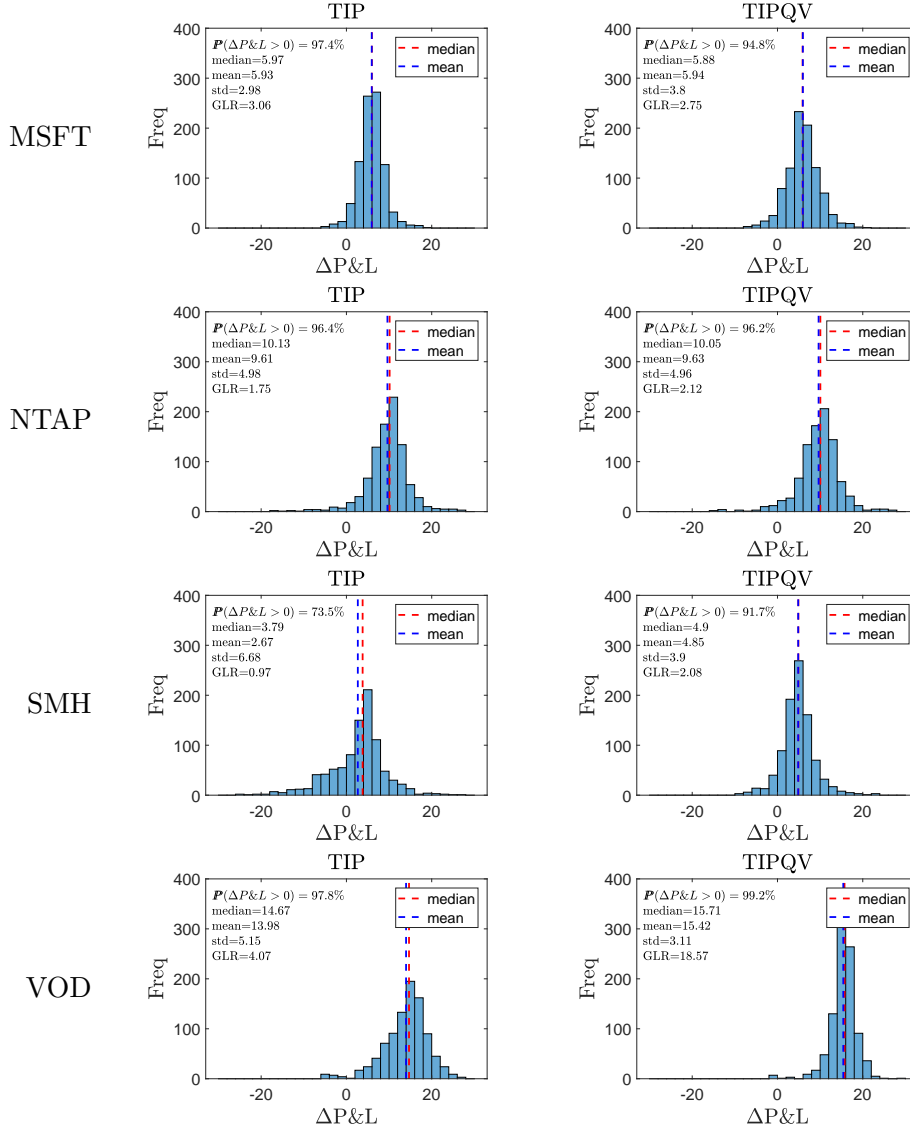 TIP
TIPQV
MSFT
Freq
400
300
200
100
0
ℙ(ΔP&L > 0) = 97.4%
median=5.97
mean=5.93
std=2.98
GLR=3.06
median
mean
-20
0
20
ΔP&L
Freq
400
300
200
100
0
ℙ(ΔP&L > 0) = 94.8%
median=5.88
mean=5.94
std=3.8
GLR=2.75
median
mean
-20
0
20
ΔP&L
TIP
TIPQV
NTAP
Freq
400
300
200
100
0
ℙ(ΔP&L > 0) = 96.4%
median=10.13
mean=9.61
std=4.98
GLR=1.75
median
mean
-20
0
20
ΔP&L
Freq
400
300
200
100
0
ℙ(ΔP&L > 0) = 96.2%
median=10.05
mean=9.63
std=4.96
GLR=2.12
median
mean
-20
0
20
ΔP&L
TIP
TIPQV
SMH
Freq
400
300
200
100
0
ℙ(ΔP&L > 0) = 73.5%
median=3.79
mean=2.67
std=6.68
GLR=0.97
median
mean
-20
0
20
ΔP&L
Freq
400
300
200
100
0
ℙ(ΔP&L > 0) = 91.7%
median=4.9
mean=4.85
std=3.9
GLR=2.08
median
mean
-20
0
20
ΔP&L
TIP
TIPQV
VOD
Freq
400
300
200
100
0
ℙ(ΔP&L > 0) = 97.8%
median=14.67
mean=13.98
std=5.15
GLR=4.07
median
mean
-20
0
20
ΔP&L
Freq
400
300
200
100
0
ℙ(ΔP&L > 0) = 99.2%
median=15.71
mean=15.42
std=3.11
GLR=18.57
median
mean
-20
0
20
ΔP&L